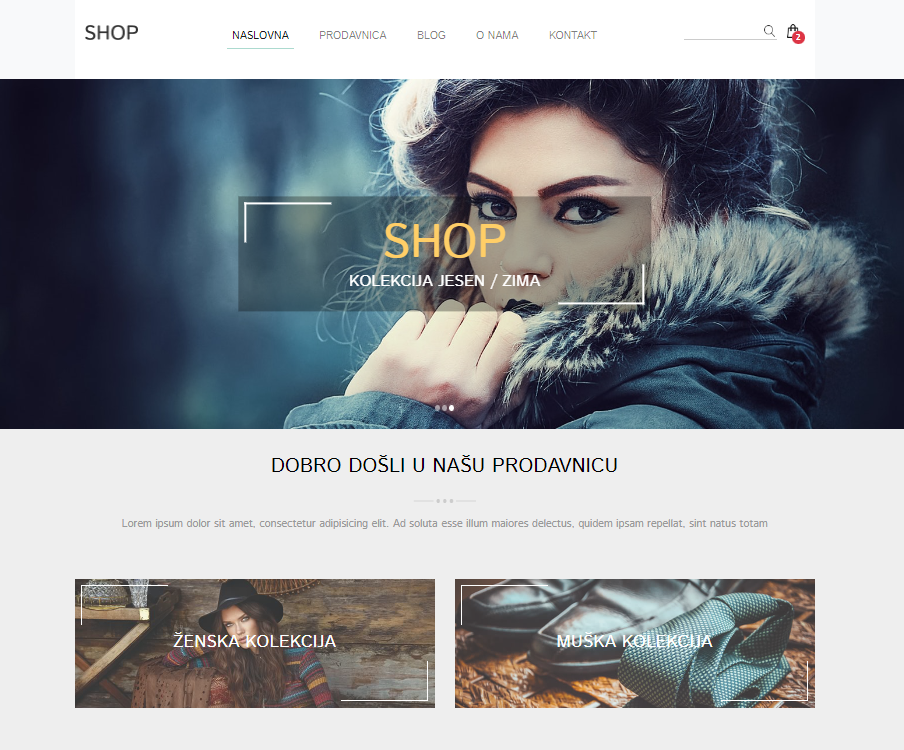 SHOP
NASLOVNA PRODAVNICA BLOG O NAMA KONTAKT
2
SHOP
KOLEKCIJA JESEN / ZIMA
DOBRO DOŠLI U NAŠU PRODAVNICU
Lorem ipsum dolor sit amet, consectetur adipisicing elit. Ad soluta esse illum maiores delectus, quidem ipsam repellat, sint natus totam
ŽENSKA KOLEKCIJA
MUŠKA KOLEKCIJA